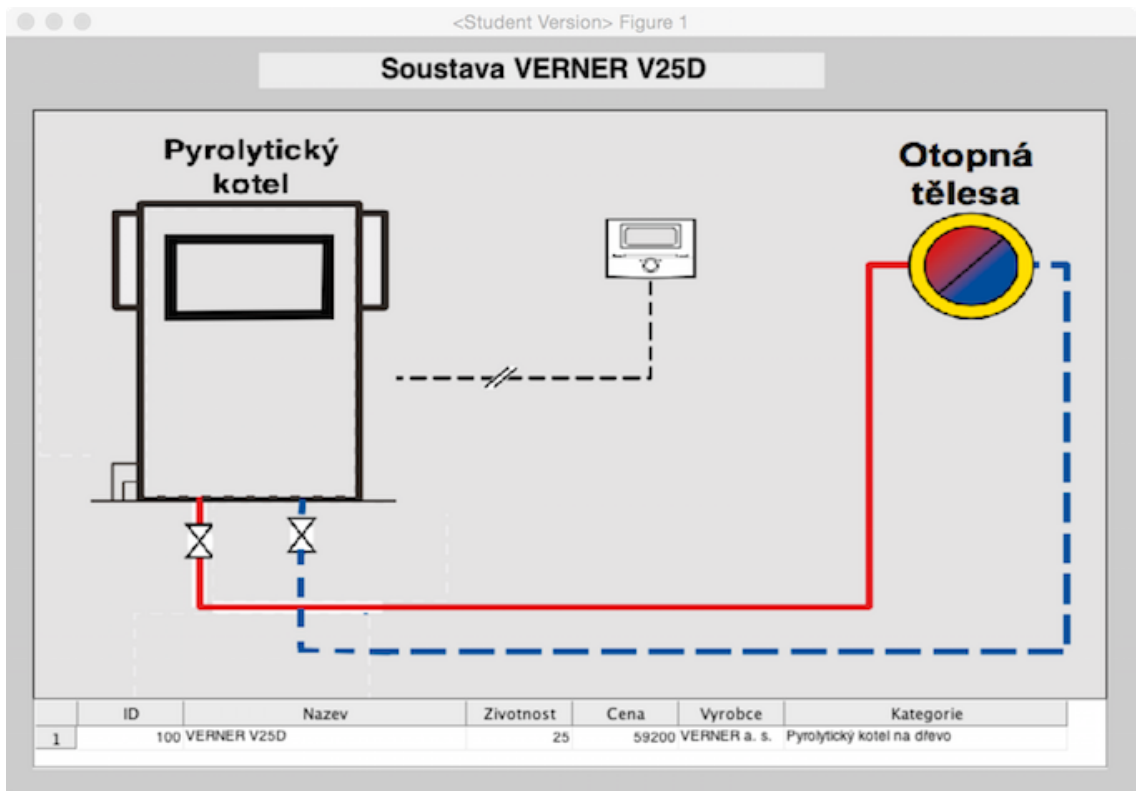 <Student Version> Figure 1
Soustava VERNER V25D
Pyrolytický
kotel
Otopná
tělesa
ID Nazev Zivotnost Cena Vyrobce Kategorie
1 100 VERNER V25D 25 59200 VERNER a. s. Pyrolytický kotel na dřevo